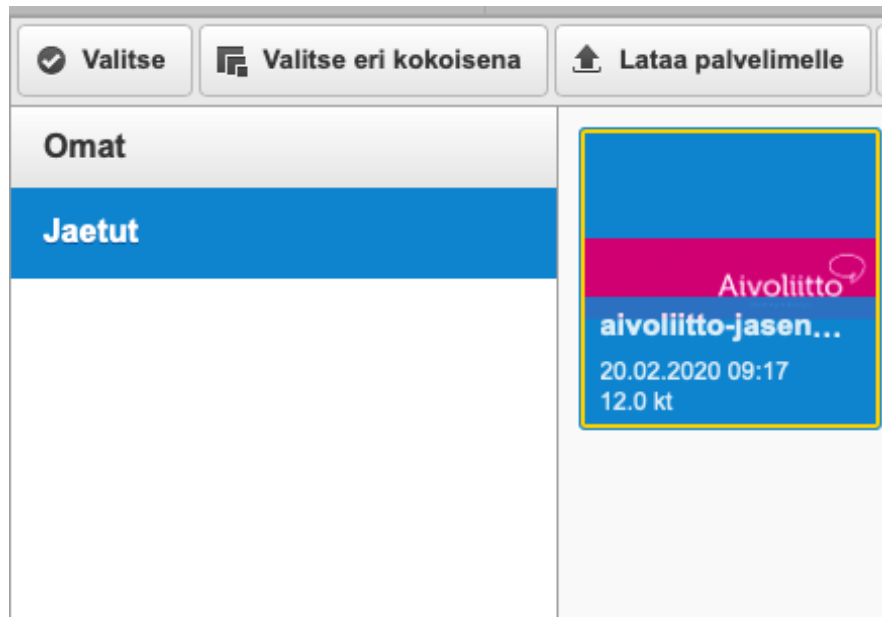 Valitse
Valitse eri kokoisena
Lataa palvelimelle
Omat
Jaetut
Aivoliitto
aivoliitto-jasen...
20.02.2020 09:17
12.0 kt